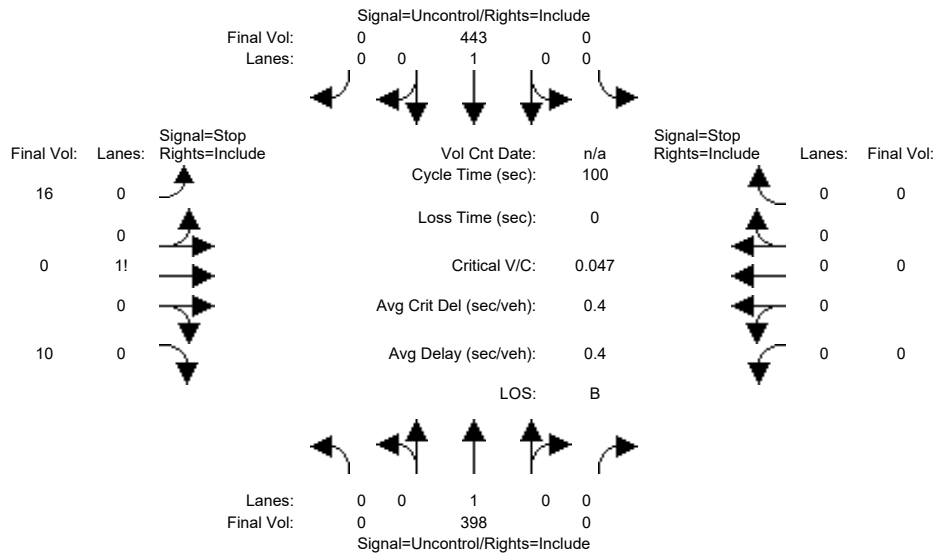 Signal=Uncontrol/Rights=Include
Final Vol: 0 443 0
Lanes: 0 0 1 0 0
Signal=Stop
Final Vol: Lanes: Rights=Include
Vol Cnt Date: n/a
Signal=Stop
Rights=Include Lanes: Final Vol:
Cycle Time (sec): 100
16 0
0 0
Loss Time (sec): 0
0
0
0 1!
Critical V/C: 0.047
0 0
0
Avg Crit Del (sec/veh): 0.4
0
10 0
Avg Delay (sec/veh): 0.4
0 0
LOS: B
Lanes: 0 0 1 0 0
Final Vol: 0 398 0
Signal=Uncontrol/Rights=Include